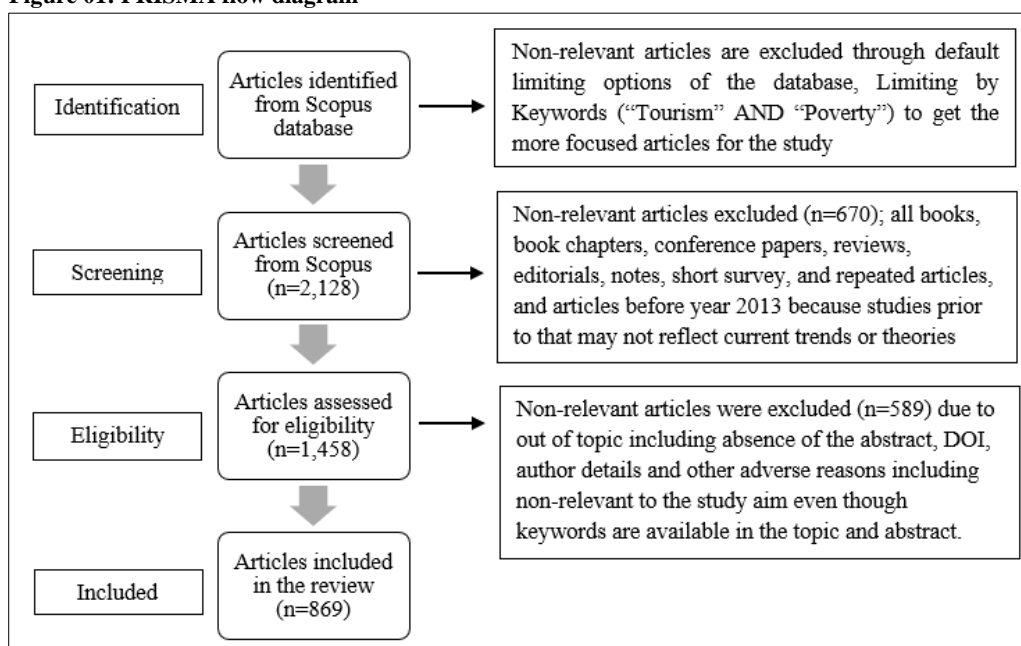 Identification
Articles identified
from Scopus
database
Non-relevant articles are excluded through default
limiting options of the database, Limiting by
Keywords (“Tourism” AND “Poverty”) to get the
more focused articles for the study
Screening
Articles screened
from Scopus
(n=2,128)
Non-relevant articles excluded (n=670); all books,
book chapters, conference papers, reviews,
editorials, notes, short survey, and repeated articles,
and articles before year 2013 because studies prior
to that may not reflect current trends or theories
Eligibility
Articles assessed
for eligibility
(n=1,458)
Non-relevant articles were excluded (n=589) due to
out of topic including absence of the abstract, DOI,
author details and other adverse reasons including
non-relevant to the study aim even though
keywords are available in the topic and abstract.
Included
Articles included
in the review
(n=869)